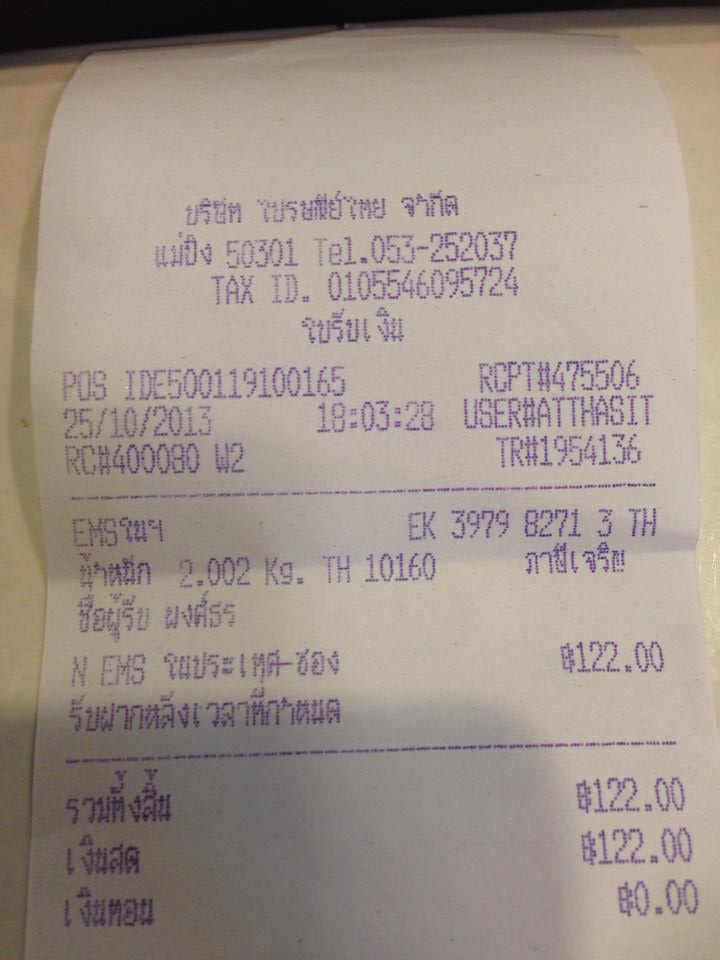 บริษัท ไปรษณีย์ไทย จำกัด
แม่ปิง 50301 Tel.053-252037
TAX ID. 0105546095724
ใบรับเงิน
POS IDE500119100165 RCPT#475506
25/10/2013 18:03:28 USER#ATTHASIT
RC#400080 W2 TR#1954136
EMSในฯ EK 3979 8271 3 TH
น้ำหนัก 2.002 Kg. TH 10160 ภาษีเจริญ
ชื่อผู้รับ ผงศ์ธร
N EMS ในประเทศ-ซอง ฿122.00
รับฝากหลังเวลาที่กำหนด
รวมทั้งสิ้น ฿122.00
เงินสด ฿122.00
เงินทอน ฿0.00